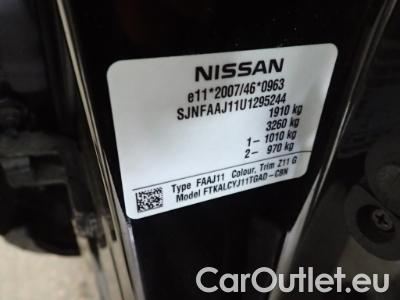 NISSAN
e11*2007/46*0963
SJNFAAJ11U1295244
1910 kg
3260 kg
1- 1010 kg
2- 970 kg
Type FAAJ11 Colour, Trim Z11 G
Model FTKALCYJ11TGAD-CBN
CarOutlet.eu